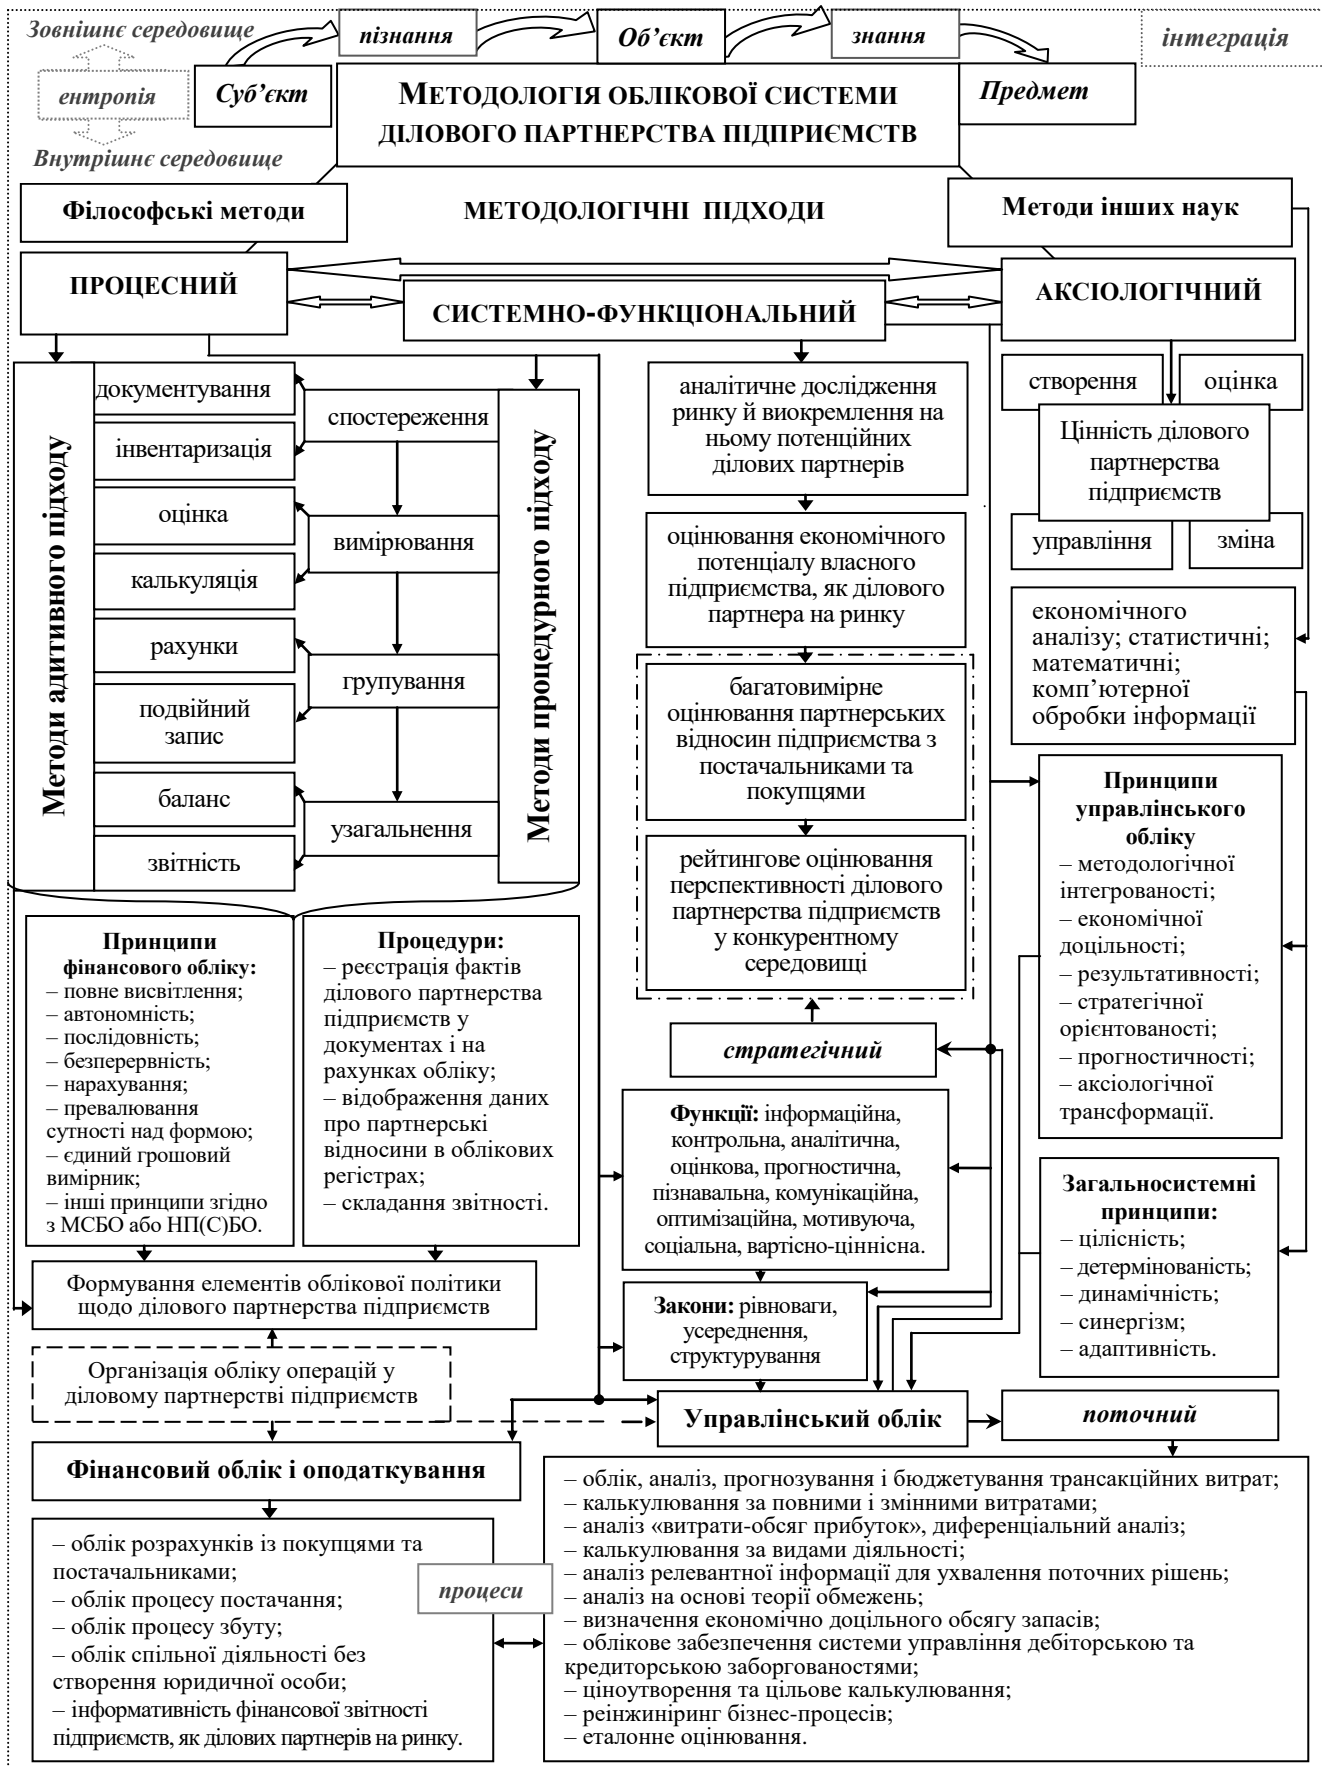 Зовнішнє середовище
ентропія
Внутрішнє середовище
Суб’єкт
пізнання
Об’єкт
знання
Предмет
інтеграція
МЕТОДОЛОГІЯ ОБЛІКОВОЇ СИСТЕМИ
ДІЛОВОГО ПАРТНЕРСТВА ПІДПРИЄМСТВ
Філософські методи
МЕТОДОЛОГІЧНІ ПІДХОДИ
Методи інших наук
ПРОЦЕСНИЙ
СИСТЕМНО-ФУНКЦІОНАЛЬНИЙ
АКСІОЛОГІЧНИЙ
Методи адитивного підходу
документування
інвентаризація
оцінка
калькуляція
рахунки
подвійний
запис
баланс
звітність
спостереження
вимірювання
групування
узагальнення
Методи процедурного підходу
аналітичне дослідження
ринку й виокремлення на
ньому потенційних
ділових партнерів
оцінювання економічного
потенціалу власного
підприємства, як ділового
партнера на ринку
багатовимірне
оцінювання партнерських
відносин підприємства з
постачальниками та
покупцями
рейтингове оцінювання
перспективності ділового
партнерства підприємств
у конкурентному
середовищі
стратегічний
створення
оцінка
Цінність ділового
партнерства
підприємств
управління
зміна
економічного
аналізу; статистичні;
математичні;
комп’ютерної
обробки інформації
Принципи
управлінського
обліку
– методологічної
інтегрованості;
– економічної
доцільності;
– результативності;
– стратегічної
орієнтованості;
– прогностичності;
– аксіологічної
трансформації.
Принципи
фінансового обліку:
– повне висвітлення;
– автономність;
– послідовність;
– безперервність;
– нарахування;
– превалювання
сутності над формою;
– єдиний грошовий
вимірник;
– інші принципи згідно
з МСБО або НП(С)БО.
Процедури:
– реєстрація фактів
ділового партнерства
підприємств у
документах і на
рахунках обліку;
– відображення даних
про партнерські
відносини в облікових
регістрах;
– складання звітності.
Функції: інформаційна,
контрольна, аналітична,
оцінкова, прогностична,
пізнавальна, комунікаційна,
оптимізаційна, мотивуюча,
соціальна, вартісно-ціннісна.
Загальносистемні
принципи:
– цілісність;
– детермінованість;
– динамічність;
– синергізм;
– адаптивність.
Формування елементів облікової політики
щодо ділового партнерства підприємств
Закони: рівноваги,
усереднення,
структурування
Організація обліку операцій у
діловому партнерстві підприємств
Управлінський облік
поточний
Фінансовий облік і оподаткування
– облік розрахунків із покупцями та
постачальниками;
– облік процесу постачання;
– облік процесу збуту;
– облік спільної діяльності без
створення юридичної особи;
– інформативність фінансової звітності
підприємств, як ділових партнерів на ринку.
процеси
– облік, аналіз, прогнозування і бюджетування трансакційних витрат;
– калькулювання за повними і змінними витратами;
– аналіз «витрати-обсяг прибуток», диференціальний аналіз;
– калькулювання за видами діяльності;
– аналіз релевантної інформації для ухвалення поточних рішень;
– аналіз на основі теорії обмежень;
– визначення економічно доцільного обсягу запасів;
– облікове забезпечення системи управління дебіторською та
кредиторською заборгованостями;
– ціноутворення та цільове калькулювання;
– реінжиніринг бізнес-процесів;
– еталонне оцінювання.